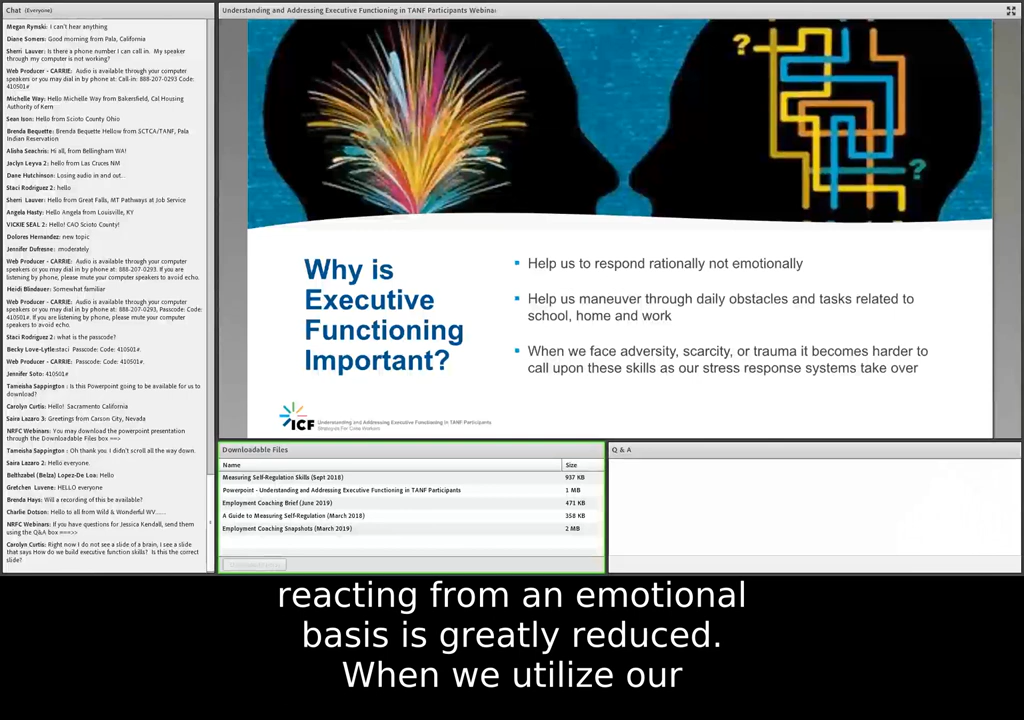 Chat (Everyone)
Megan Rynski: I can't hear anything
Diane Somers: Good morning from Pala, California
Sherri Lauver: Is there a phone number I can call in. My speaker
through my computer is not working?
Web Producer - CARRIE: Audio is available through your computer
speakers or you may dial in by phone at: Call-in: 888-207-0293 Code:
410501#
Michelle Way: Hello Michelle Way from Bakersfield, Cal Housing
Authority of Kern
Sean Ison: Hello from Scioto County Ohio
Brenda Bequette: Brenda Bequette Hellow from SCTCA/TANF, Pala
Indian Reservation
Alisha Seachris: Hi all, from Bellingham WA!
Jaclyn Leyva 2: hello from Las Cruces NM
Dane Hutchinson: Losing audio in and out..
Staci Rodriguez 2: hello
Sherri Lauver: Hello from Great Falls, MT Pathways at Job Service
Angela Hasty: Hello Angela from Louisville, KY
VICKIE SEAL 2: Hello! CAO Scioto County!
Dolores Hernandez: new topic
Jennifer Dufresne: moderately
Web Producer - CARRIE: Audio is available through your computer
speakers or you may dial in by phone at: 888-207-0293. If you are
listening by phone, please mute your computer speakers to avoid echo.
Heidi Blindauer: Somewhat familiar
Web Producer - CARRIE: Audio is available through your computer
speakers or you may dial in by phone at: 888-207-0293, Passcode: Code:
410501#. If you are listening by phone, please mute your computer
speakers to avoid echo.
Staci Rodriguez 2: what is the passcode?
Becky Love-Lytle:staci Passcode: Code: 410501#.
Web Producer - CARRIE: Passcode: Code: 410501#.
Jennifer Soto: 410501#
Tameisha Sappington : Is this Powerpoint going to be available for us to
download?
Carolyn Curtis: Hello! Sacramento California
Saira Lazaro 3: Greetings from Carson City, Nevada
NRFC Webinars: You may download the powerpoint presentation
through the Downloadable Files box ==>
Tameisha Sappington : Oh thank you. I didn't scroll all the way down.
Saira Lazaro 2: Hello everyone.
Belthzabel (Belza) Lopez-De Loa: Hello
Gretchen Luvene: HELLO everyone
Brenda Hays: Will a recording of this be available?
Charlie Dotson: Hello to all from Wild & Wonderful WV......
NRFC Webinars: If you have questions for Jessica Kendall, send them
using the Q&A box ===>>
Carolyn Curtis: Right now I do not see a slide of a brain, I see a slide
that says How do we build executive function skills? Is this the correct
slide?
Understanding and Addressing Executive Functioning in TANF Participants Webinar
?
?
Why is
Executive
Functioning
Important?
▪ Help us to respond rationally not emotionally
▪ Help us maneuver through daily obstacles and tasks related to
school, home and work
▪ When we face adversity, scarcity, or trauma it becomes harder to
call upon these skills as our stress response systems take over
ICF
Understanding and Addressing Executive Functioning in TANF Participants
Strategies For Case Workers
Downloadable Files
Name Size
Measuring Self-Regulation Skills (Sept 2018) 937 KB
Powerpoint - Understanding and Addressing Executive Functioning in TANF Participants 1 MB
Employment Coaching Brief (June 2019) 471 KB
A Guide to Measuring Self-Regulation (March 2018) 358 KB
Employment Coaching Snapshots (March 2019) 2 MB
Q & A
reacting from an emotional
basis is greatly reduced.
When we utilize our